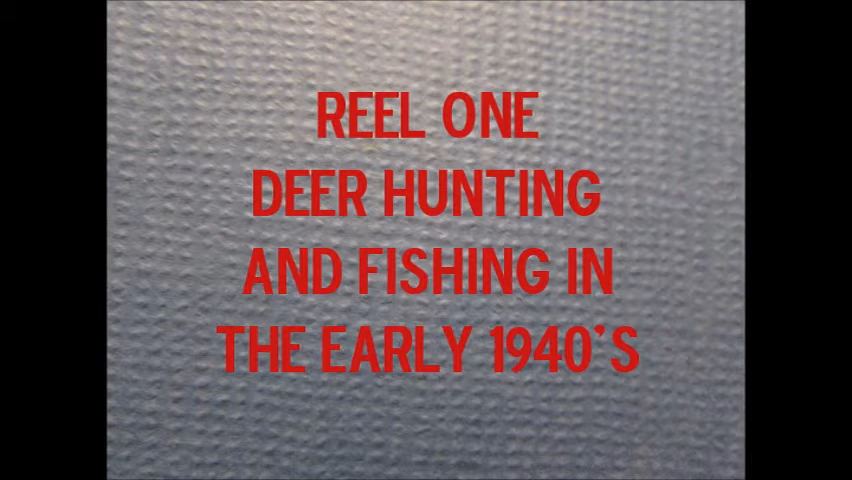 REEL ONE
DEER HUNTING
AND FISHING IN
THE EARLY 1940'S